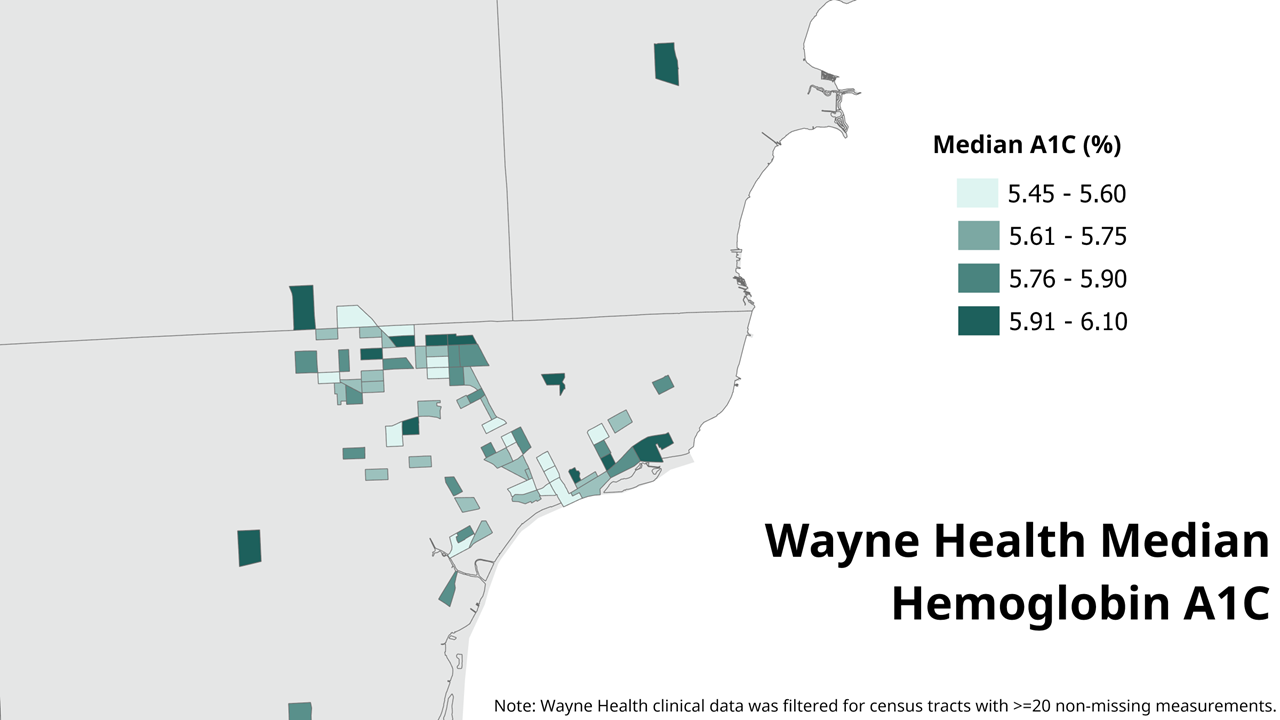 Median A1C (%)
5.45 - 5.60
5.61 - 5.75
5.76 - 5.90
5.91 - 6.10
Wayne Health Median
Hemoglobin A1C
Note: Wayne Health clinical data was filtered for census tracts with >=20 non-missing measurements.